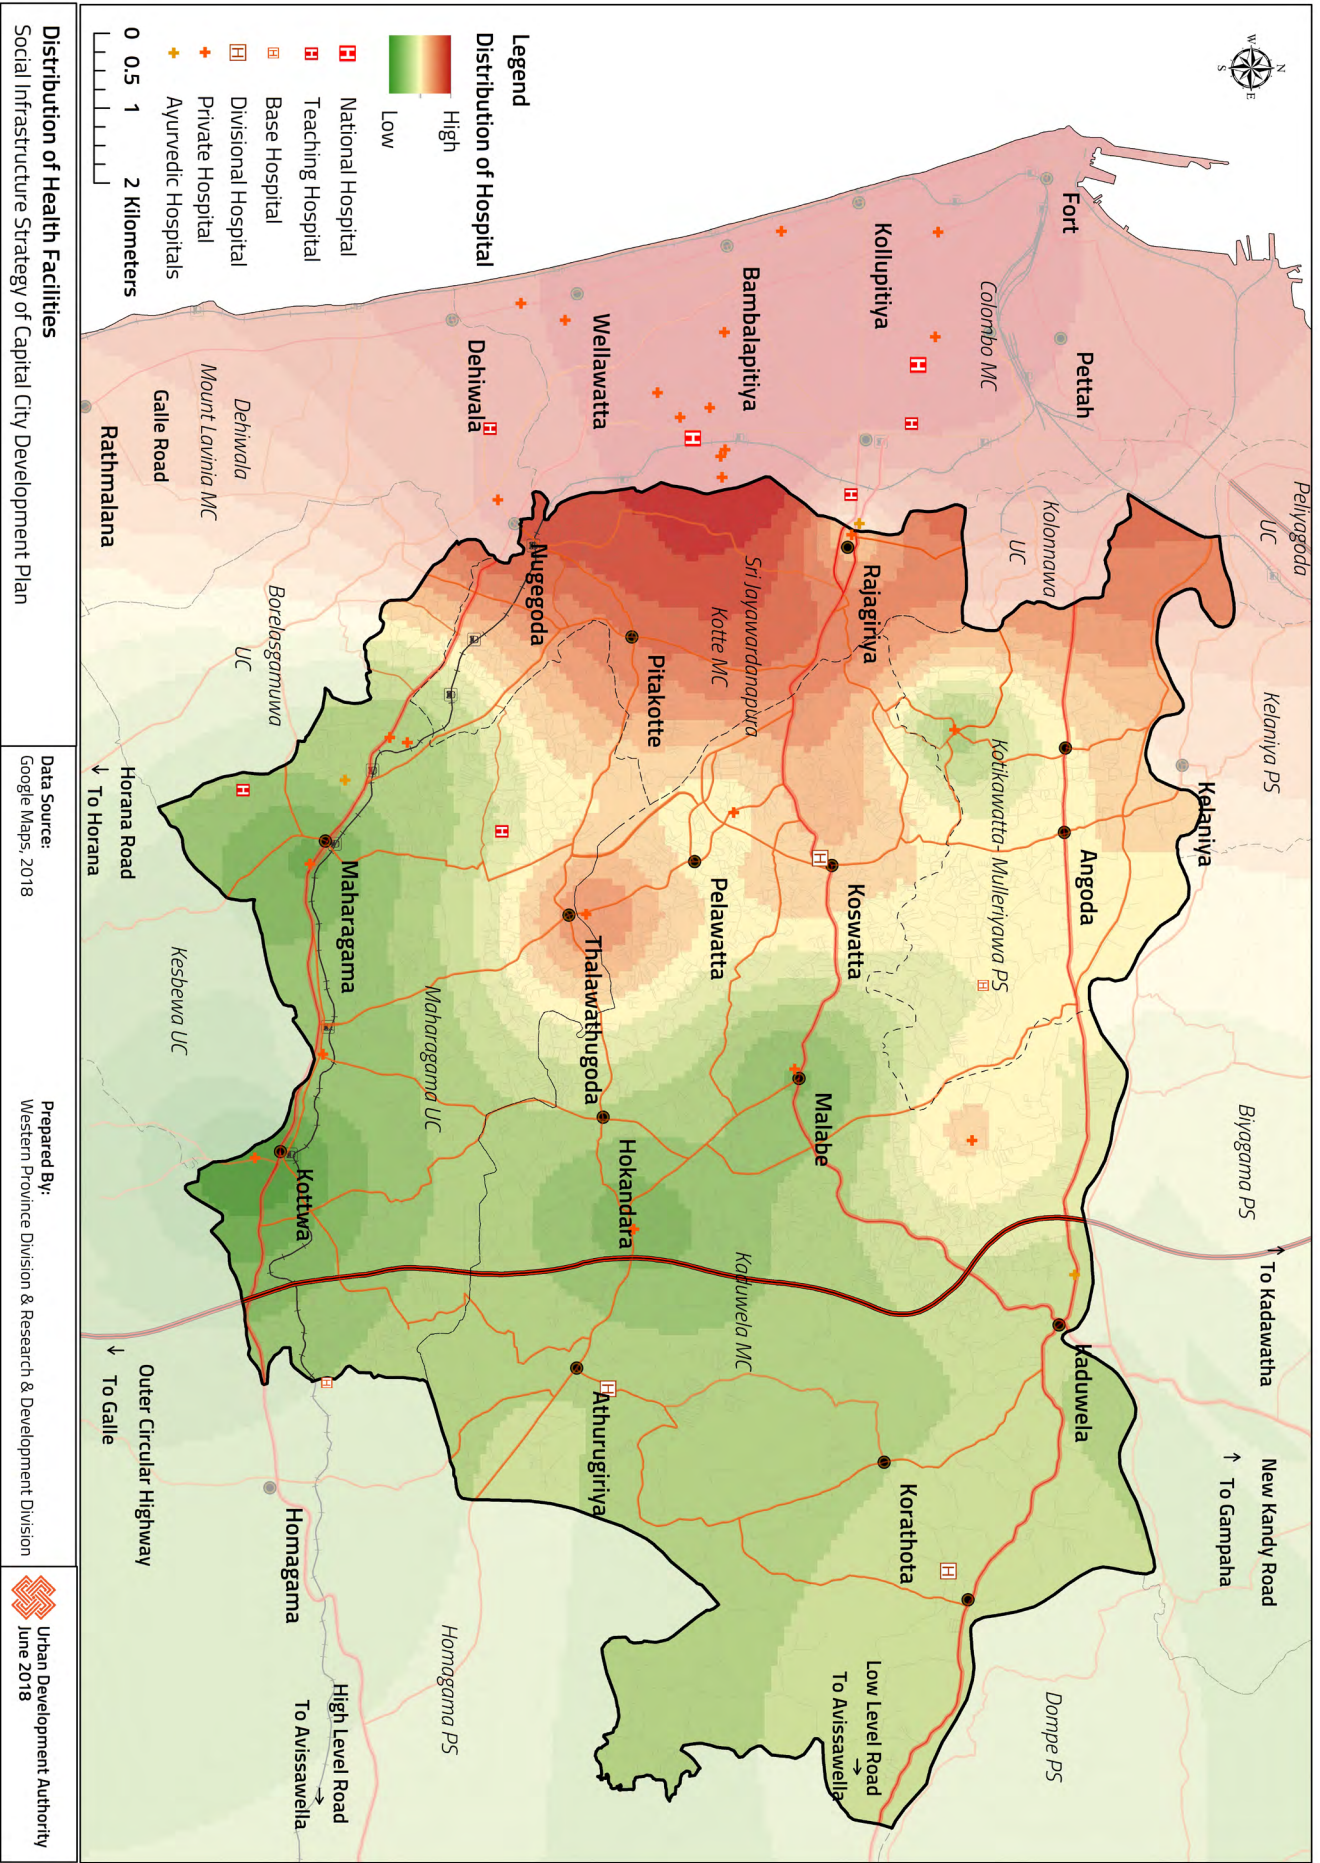 N
W
E
S
Legend
Distribution of Hospital
High
Low
National Hospital
Teaching Hospital
Base Hospital
Divisional Hospital
Private Hospital
Ayurvedic Hospitals
0 0.5 1 2 Kilometers
Peliyagoda
UC
Kelaniya PS
Kelaniya
Biyagama PS
To Kadawatha
New Kandy Road
To Gampaha
Fort
Pettah
Colombo MC
Kolonnawa
UC
Angoda
Kaduwela
Dompe PS
Kollupitiya
Rajagiriya
Kotikawatta- Mulleriyawa PS
Koswatta
Korathota
Low Level Road
To Avissawella
Bambalapitiya
Sri Jayawardanapura
Kotte MC
Pelawatta
Malabe
Kaduwela MC
Wellawatta
Nugegoda
Pitakotte
Thalawathugoda
Hokandara
Athurugiriya
Dehiwala
Maharagama UC
Homagama PS
Maharagama
Kottwa
Homagama
High Level Road
To Avissawella
Dehiwala
Mount Lavinia MC
Borelasgamuwa
UC
Kesbewa UC
Galle Road
Rathmalana
Horana Road
To Horana
Outer Circular Highway
To Galle
Distribution of Health Facilities
Social Infrastructure Strategy of Capital City Development Plan
Data Source:
Google Maps, 2018
Prepared By:
Western Province Division & Research & Development Division
Urban Development Authority
June 2018